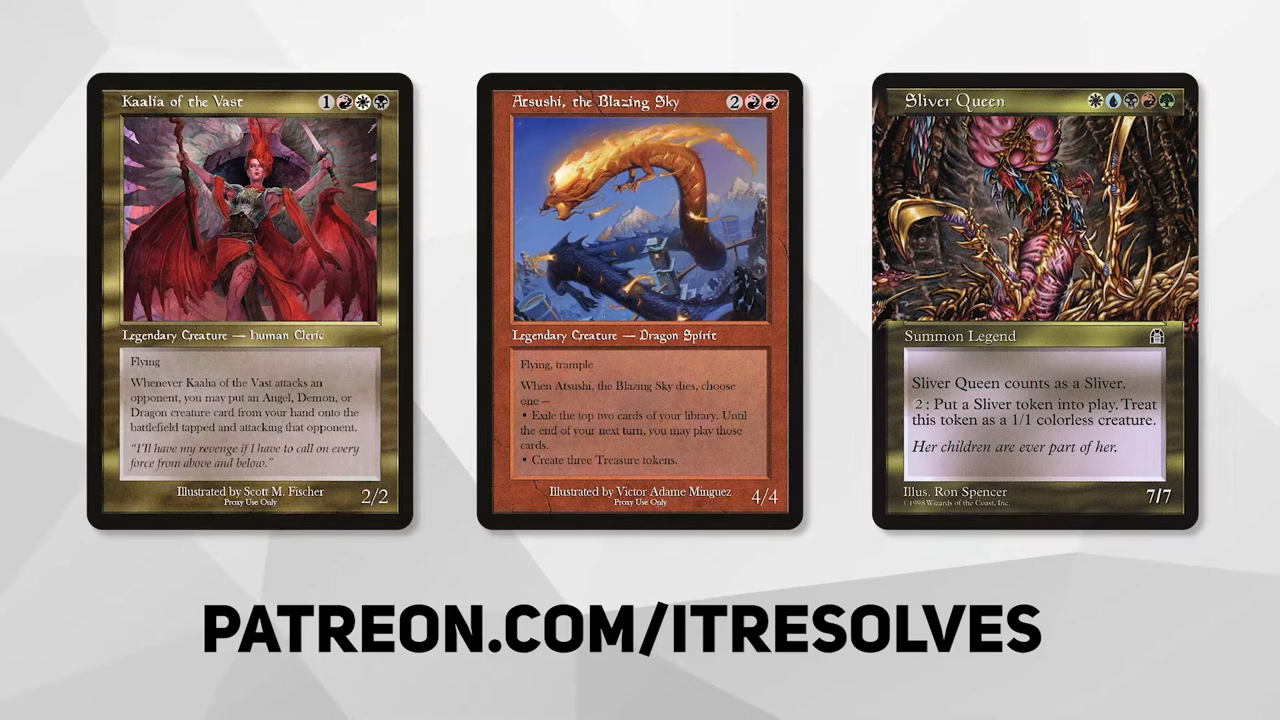 Kaalia of the Vast 1
Legendary Creature — Human Cleric
Flying
Whenever Kaalia of the Vast attacks an
opponent, you may put an Angel, Demon, or
Dragon creature card from your hand onto the
battlefield tapped and attacking that opponent.
"I'll have my revenge if I have to call on every
force from above and below."
Illustrated by Scott M. Fischer
Proxy Use Only
2/2
Atsushi, the Blazing Sky 2
Legendary Creature — Dragon Spirit
Flying, trample
When Atsushi, the Blazing Sky dies, choose
one —
• Exile the top two cards of your library. Until
the end of your next turn, you may play those
cards.
• Create three Treasure tokens.
Illustrated by Victor Adame Minguez
Proxy Use Only
4/4
Sliver Queen
Summon Legend
Sliver Queen counts as a Sliver.
2: Put a Sliver token into play. Treat
this token as a 1/1 colorless creature.
Her children are ever part of her.
Illus. Ron Spencer
© 1998 Wizards of the Coast, Inc.
7/7
PATREON.COM/ITRESOLVES